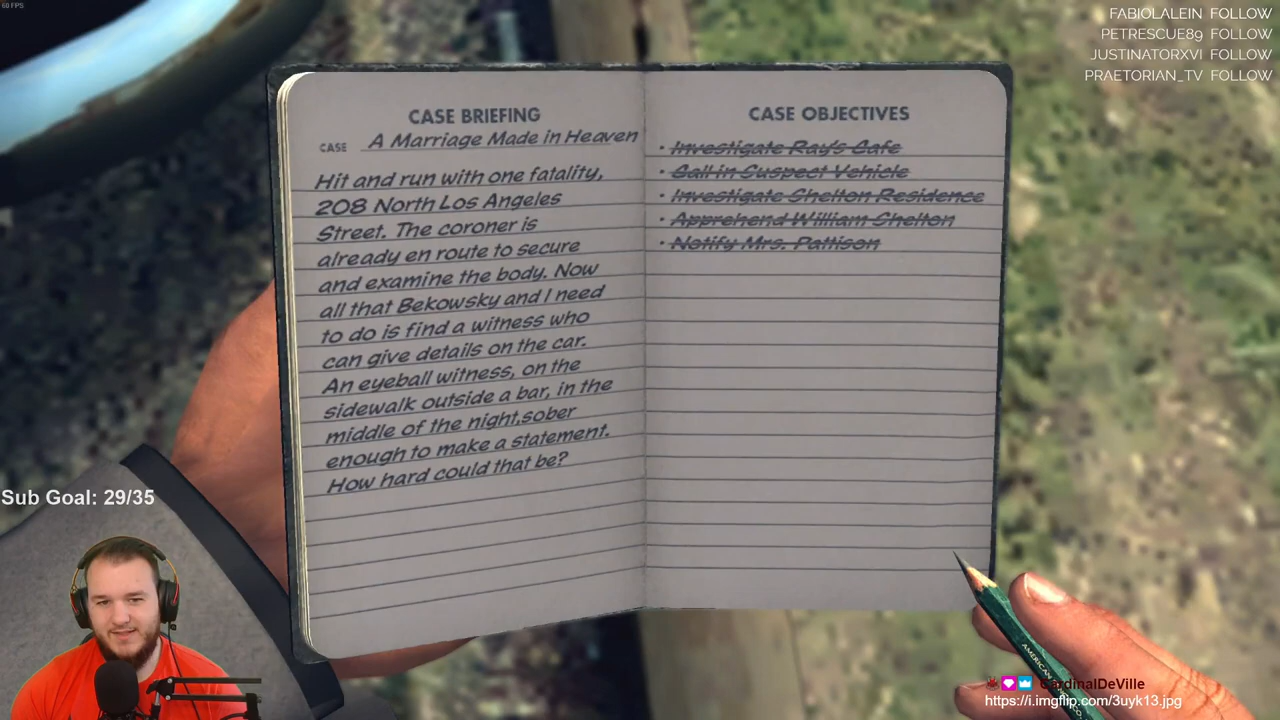 60 FPS
FABIOLALEIN FOLLOW
PETRESCUE89 FOLLOW
JUSTINATORXVI FOLLOW
PRAETORIAN_TV FOLLOW
CASE BRIEFING
CASE A Marriage Made in Heaven
Hit and run with one fatality,
208 North Los Angeles
Street. The coroner is
already en route to secure
and examine the body. Now
all that Bekowsky and I need
to do is find a witness who
can give details on the car.
An eyeball witness, on the
sidewalk outside a bar, in the
middle of the night,sober
enough to make a statement.
How hard could that be?
CASE OBJECTIVES
· Investigate Ray's Cafe
· Call in Suspect Vehicle
· Investigate Shelton Residence
· Apprehend William Shelton
· Notify Mrs. Pattison
Sub Goal: 29/35
AMERICAN
CardinalDeVille
https://i.imgflip.com/3uyk13.jpg